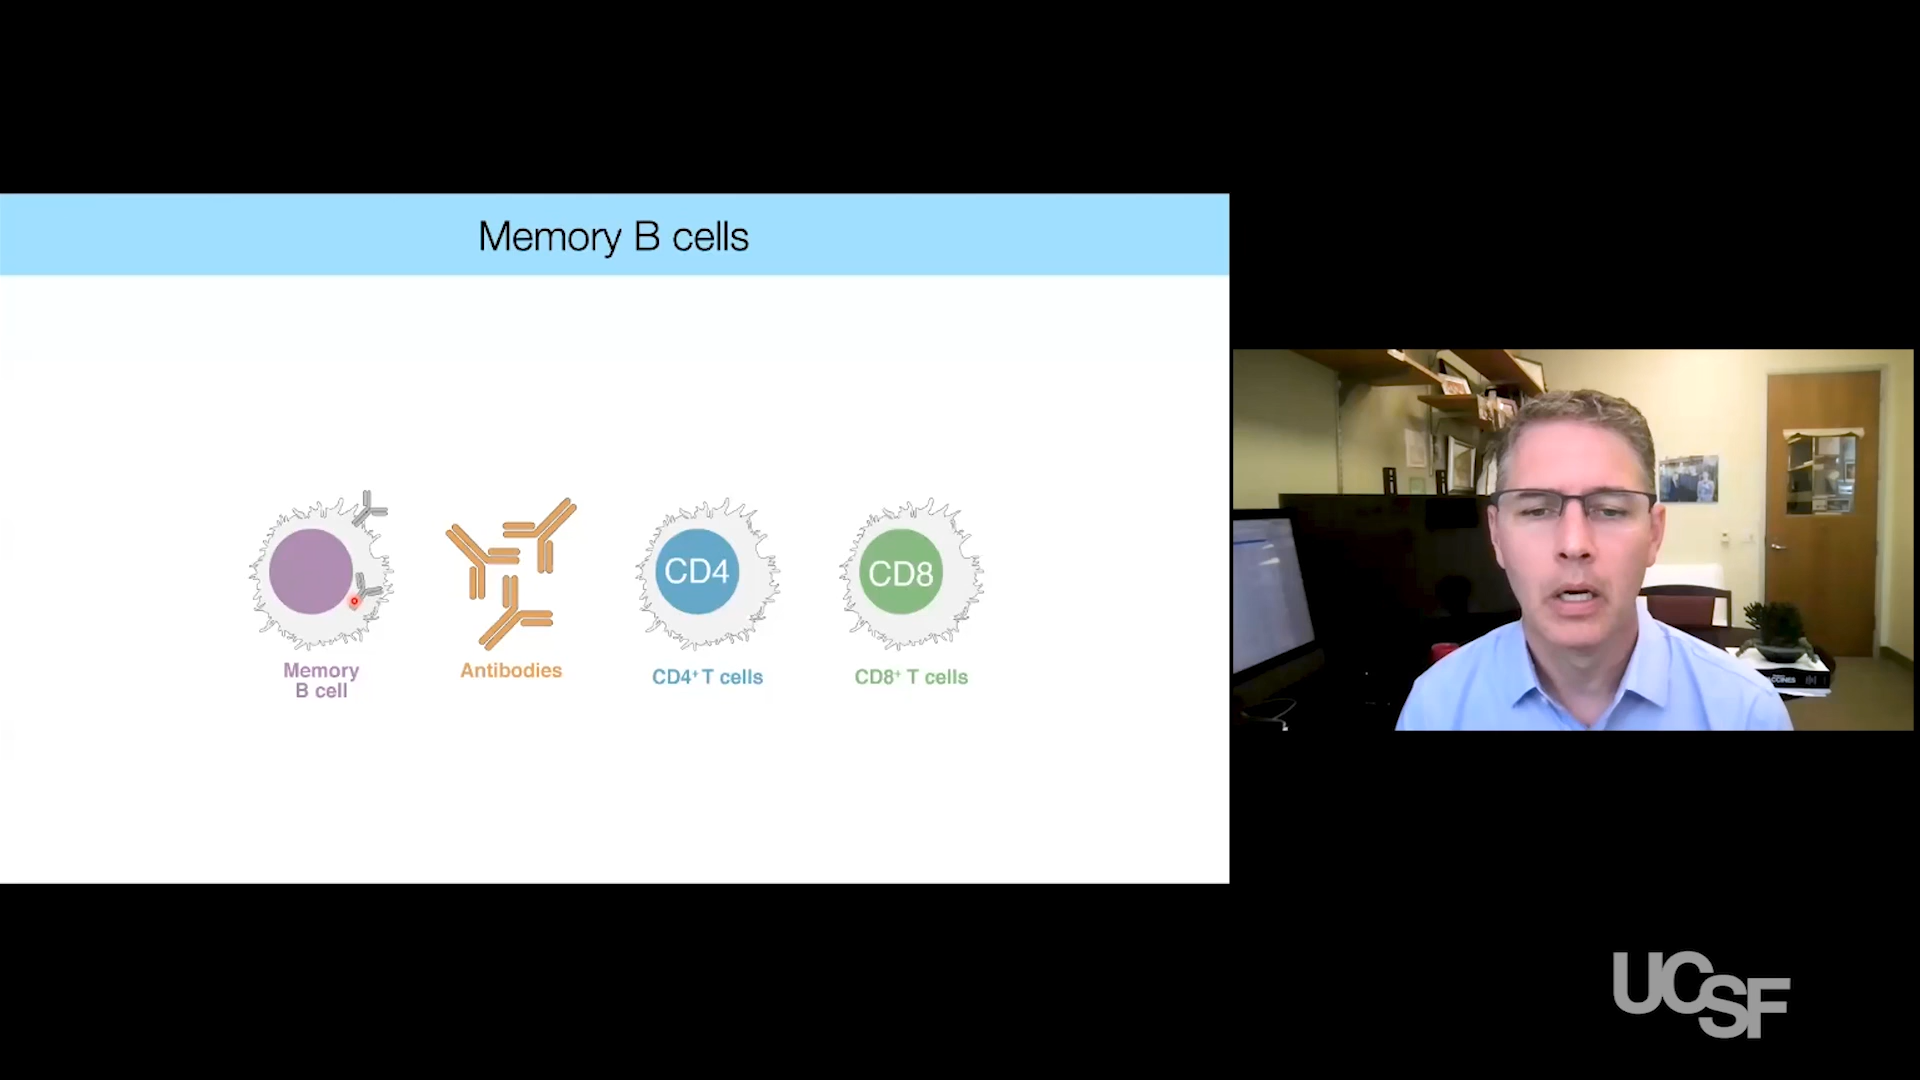 Memory B cells
CD4
CD8
Memory
B cell
Antibodies
CD4⁺ T cells
CD8⁺ T cells
UCSF